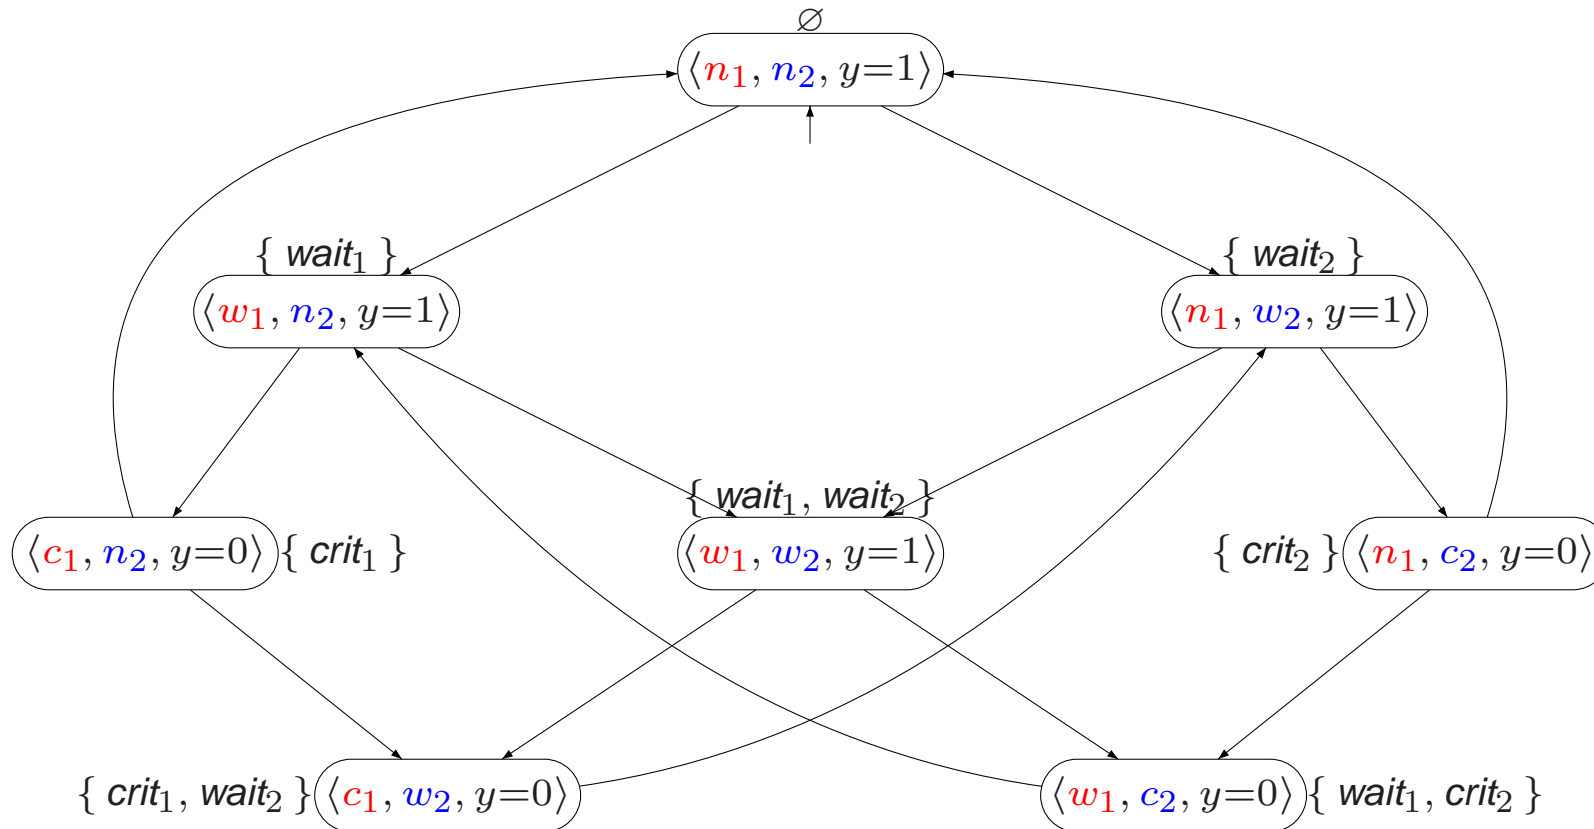 ∅
⟨n₁, n₂, y=1⟩
{ wait₁ }
{ wait₂ }
⟨w₁, n₂, y=1⟩
⟨n₁, w₂, y=1⟩
{ wait₁, wait₂ }
⟨c₁, n₂, y=0⟩ { crit₁ }
⟨w₁, w₂, y=1⟩
{ crit₂ } ⟨n₁, c₂, y=0⟩
{ crit₁, wait₂ } ⟨c₁, w₂, y=0⟩
⟨w₁, c₂, y=0⟩ { wait₁, crit₂ }